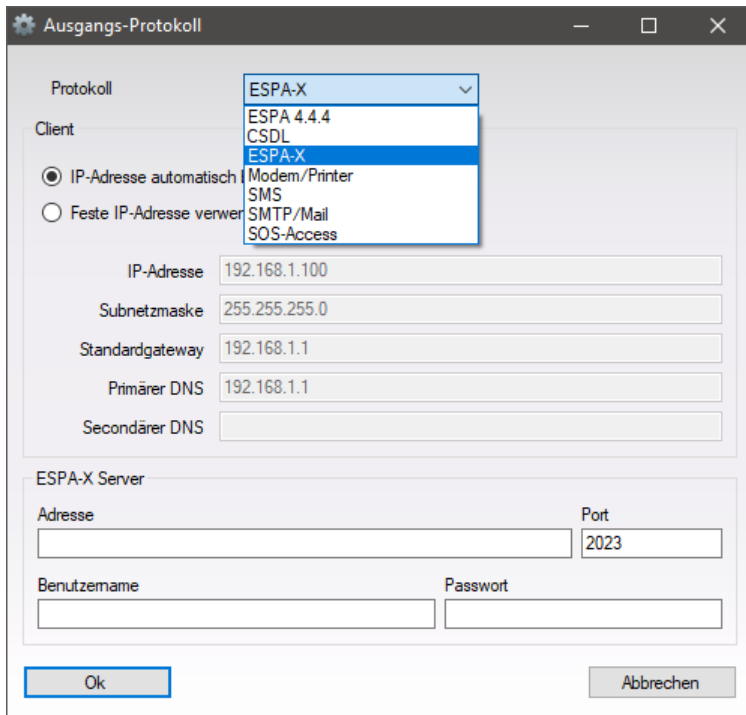 Ausgangs-Protokoll
Protokoll
ESPA-X
ESPA 4.4.4
CSDL
ESPA-X
Modem/Printer
SMS
SMTP/Mail
SOS-Access
Client
IP-Adresse automatisch
Feste IP-Adresse
IP-Adresse 192.168.1.100
Subnetzmaske 255.255.255.0
Standardgateway 192.168.1.1
Primärer DNS 192.168.1.1
Secondärer DNS
ESPA-X Server
Adresse Port
2023
Benutzername Passwort
Ok Abbrechen